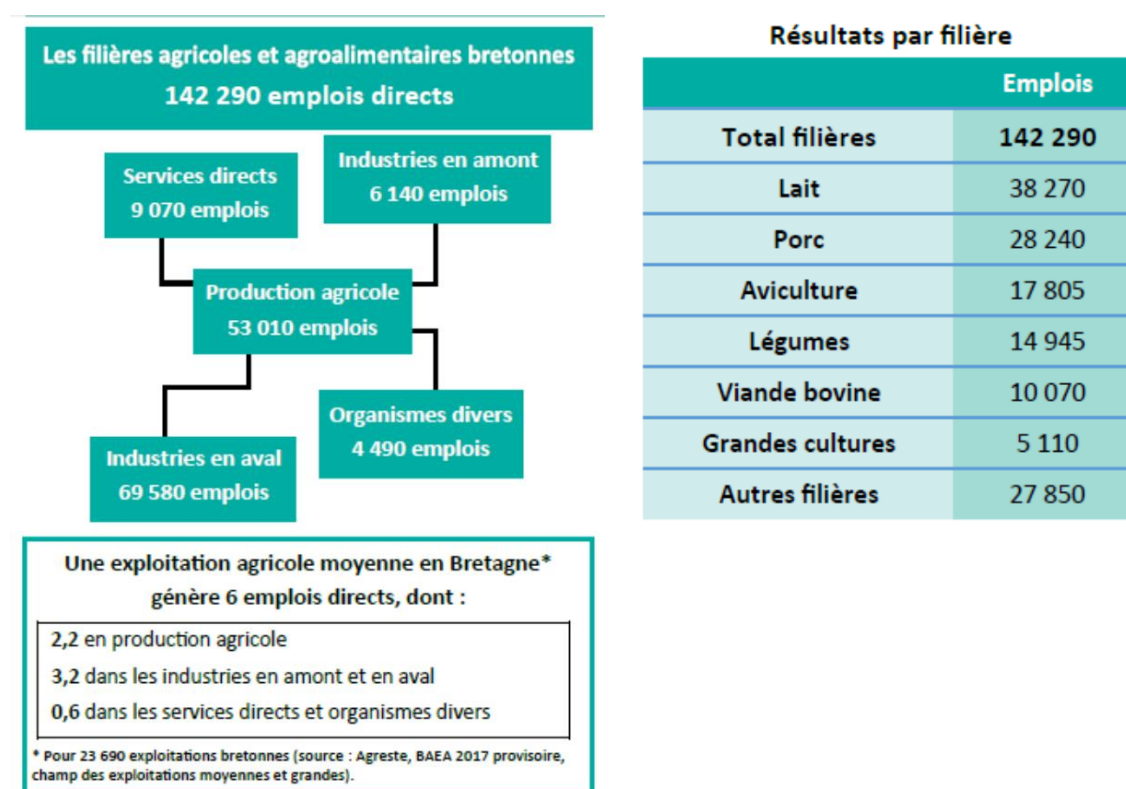 Les filières agricoles et agroalimentaires bretonnes
142 290 emplois directs
Services directs
9 070 emplois
Industries en amont
6 140 emplois
Production agricole
53 010 emplois
Organismes divers
4 490 emplois
Industries en aval
69 580 emplois
Une exploitation agricole moyenne en Bretagne*
génère 6 emplois directs, dont :
2,2 en production agricole
3,2 dans les industries en amont et en aval
0,6 dans les services directs et organismes divers
* Pour 23 690 exploitations bretonnes (source : Agreste, BAEA 2017 provisoire,
champ des exploitations moyennes et grandes).
Résultats par filière
Emplois
Total filières 142 290
Lait 38 270
Porc 28 240
Aviculture 17 805
Légumes 14 945
Viande bovine 10 070
Grandes cultures 5 110
Autres filières 27 850